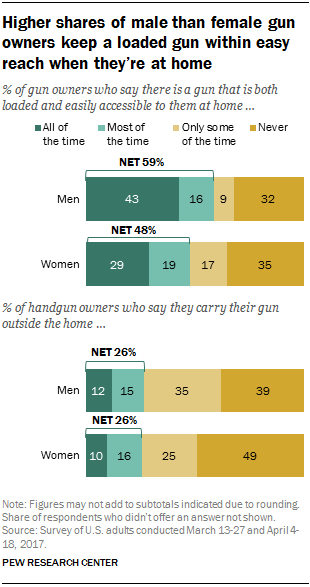 Higher shares of male than female gun
owners keep a loaded gun within easy
reach when they're at home
% of gun owners who say there is a gun that is both
loaded and easily accessible to them at home ...
All of the time
Most of the time
Only some of the time
Never
NET 59%
Men 43 16 9 32
NET 48%
Women 29 19 17 35
% of handgun owners who say they carry their gun
outside the home ...
NET 26%
Men 12 15 35 39
NET 26%
Women 10 16 25 49
Note: Figures may not add to subtotals indicated due to rounding.
Share of respondents who didn't offer an answer not shown.
Source: Survey of U.S. adults conducted March 13-27 and April 4-
18, 2017.
PEW RESEARCH CENTER